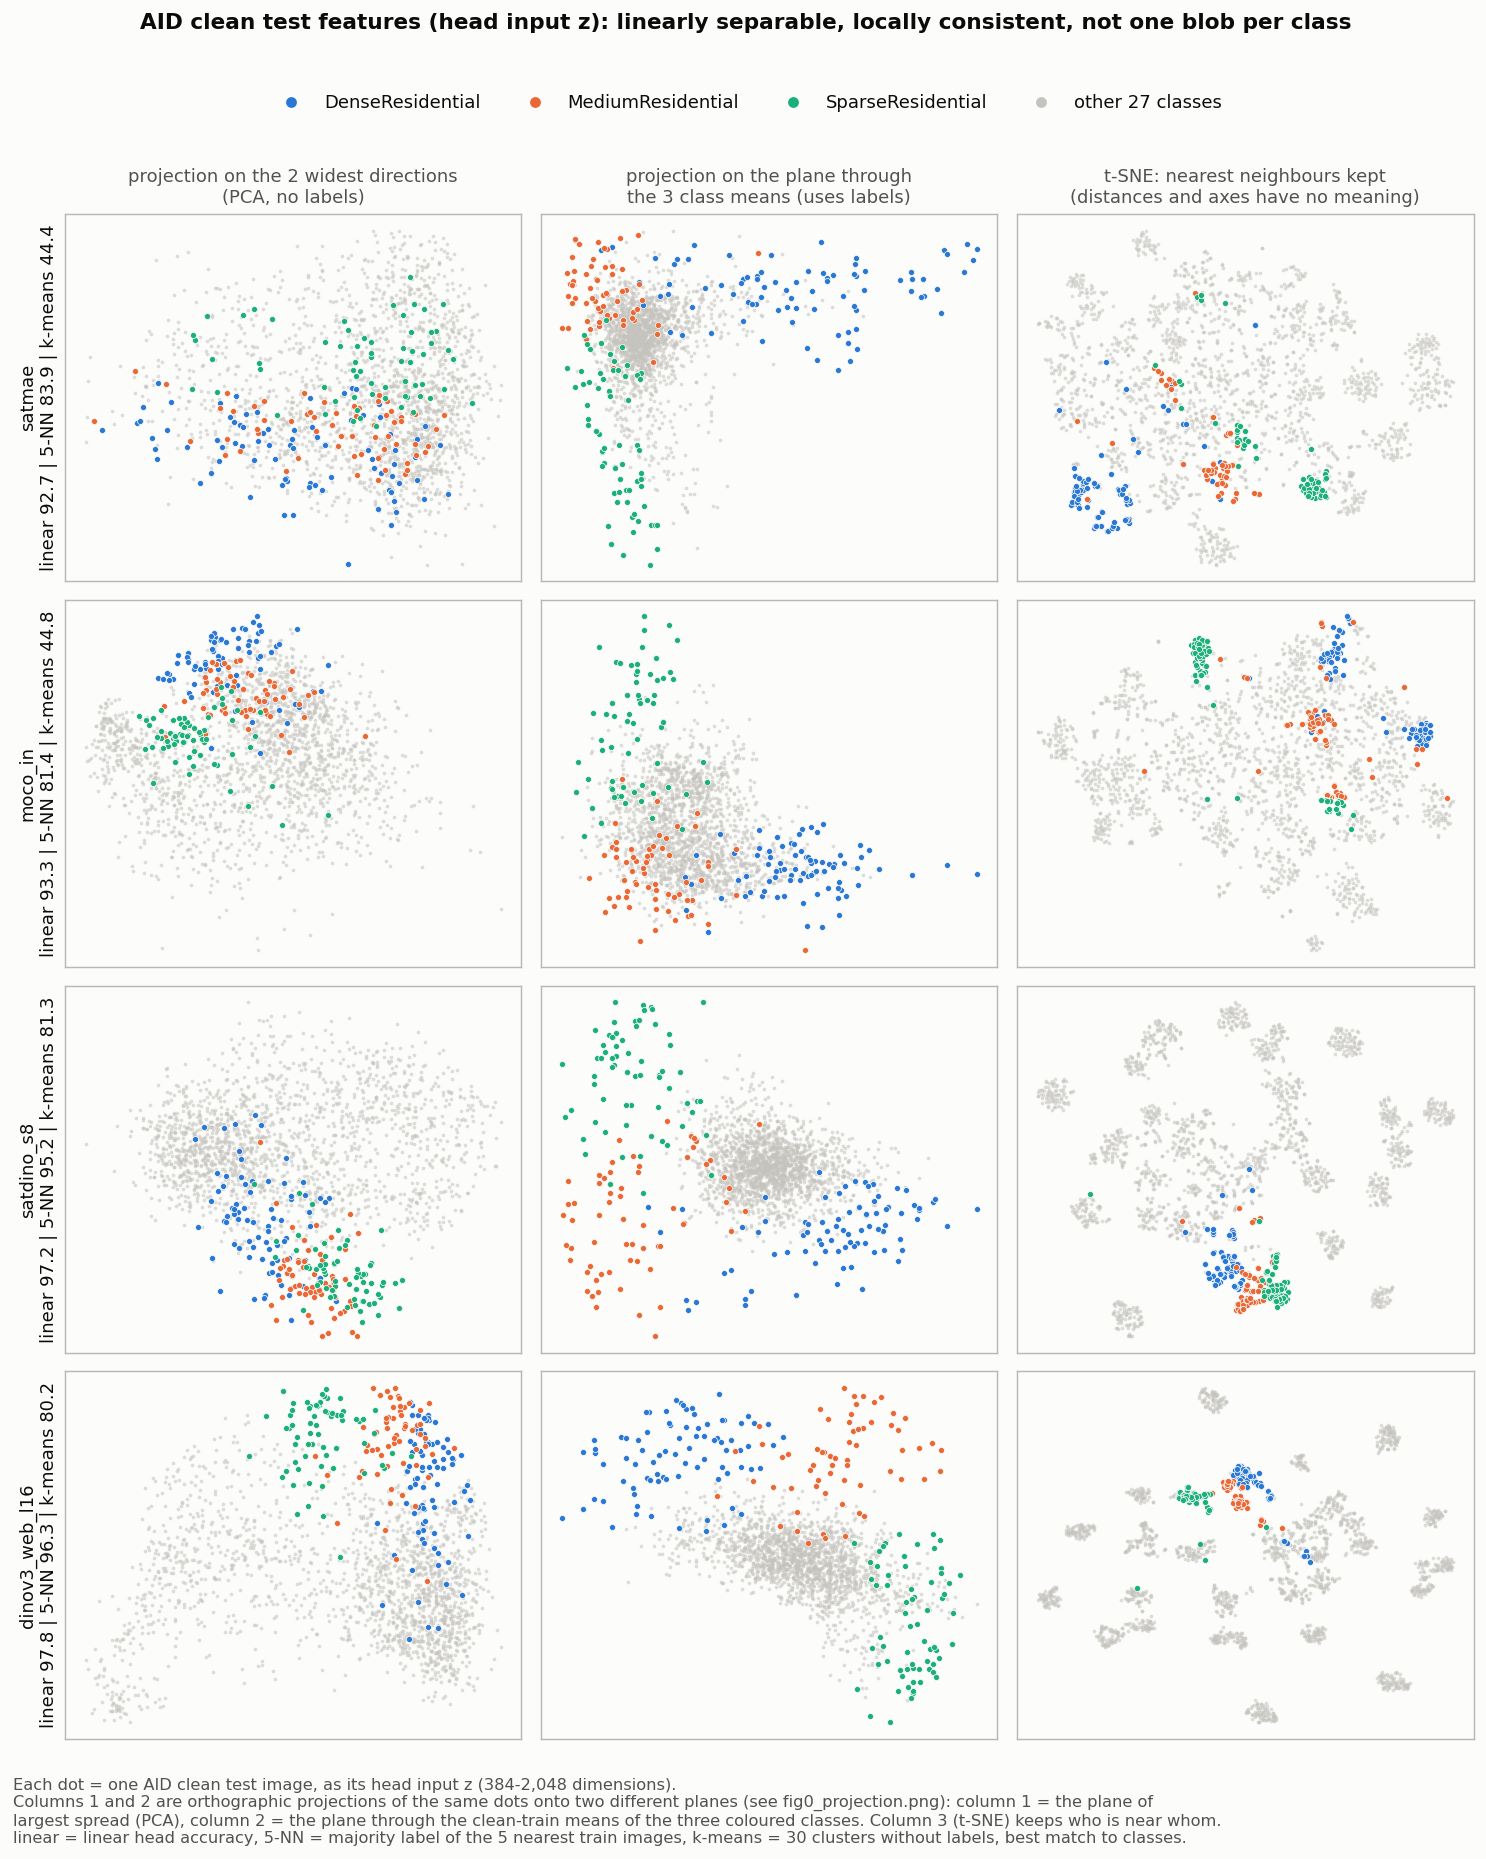 AID clean test features (head input z): linearly separable, locally consistent, not one blob per class
DenseResidential
MediumResidential
SparseResidential
other 27 classes
projection on the 2 widest directions
(PCA, no labels)
projection on the plane through
the 3 class means (uses labels)
t-SNE: nearest neighbours kept
(distances and axes have no meaning)
satmae
linear 92.7 | 5-NN 83.9 | k-means 44.4
moco_in
linear 93.3 | 5-NN 81.4 | k-means 44.8
satdino_s8
linear 97.2 | 5-NN 95.2 | k-means 81.3
dinov3_web_l16
linear 97.8 | 5-NN 96.3 | k-means 80.2
Each dot = one AID clean test image, as its head input z (384-2,048 dimensions).
Columns 1 and 2 are orthographic projections of the same dots onto two different planes (see fig0_projection.png): column 1 = the plane of
largest spread (PCA), column 2 = the plane through the clean-train means of the three coloured classes. Column 3 (t-SNE) keeps who is near whom.
linear = linear head accuracy, 5-NN = majority label of the 5 nearest train images, k-means = 30 clusters without labels, best match to classes.